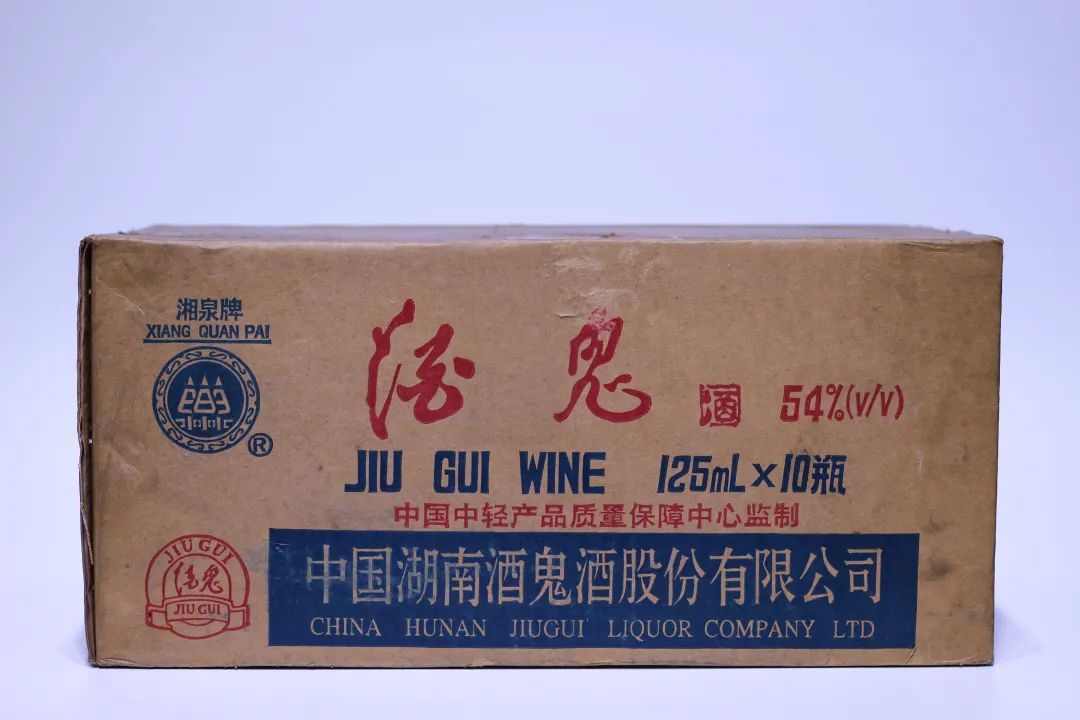 湘泉牌
XIANG QUAN PAI
®
酒鬼 酒 54%(v/v)
JIU GUI WINE 125mL×10瓶
中国中轻产品质量保障中心监制
JIU GUI
酒鬼
JIU GUI
中国湖南酒鬼酒股份有限公司
CHINA HUNAN JIUGUI LIQUOR COMPANY LTD